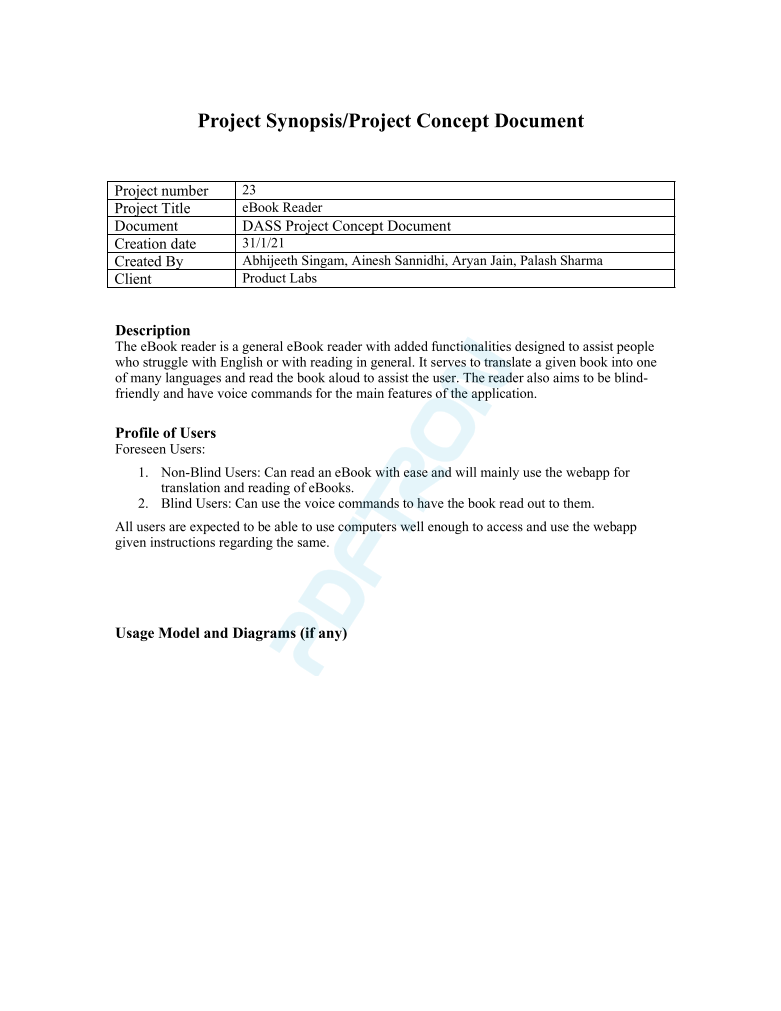 Project Synopsis/Project Concept Document
Project number 23
Project Title eBook Reader
Document DASS Project Concept Document
Creation date 31/1/21
Created By Abhijeeth Singam, Ainesh Sannidhi, Aryan Jain, Palash Sharma
Client Product Labs
Description
The eBook reader is a general eBook reader with added functionalities designed to assist people
who struggle with English or with reading in general. It serves to translate a given book into one
of many languages and read the book aloud to assist the user. The reader also aims to be blind-
friendly and have voice commands for the main features of the application.
Profile of Users
Foreseen Users:
1. Non-Blind Users: Can read an eBook with ease and will mainly use the webapp for
translation and reading of eBooks.
2. Blind Users: Can use the voice commands to have the book read out to them.
All users are expected to be able to use computers well enough to access and use the webapp
given instructions regarding the same.
Usage Model and Diagrams (if any)
PDFTRON